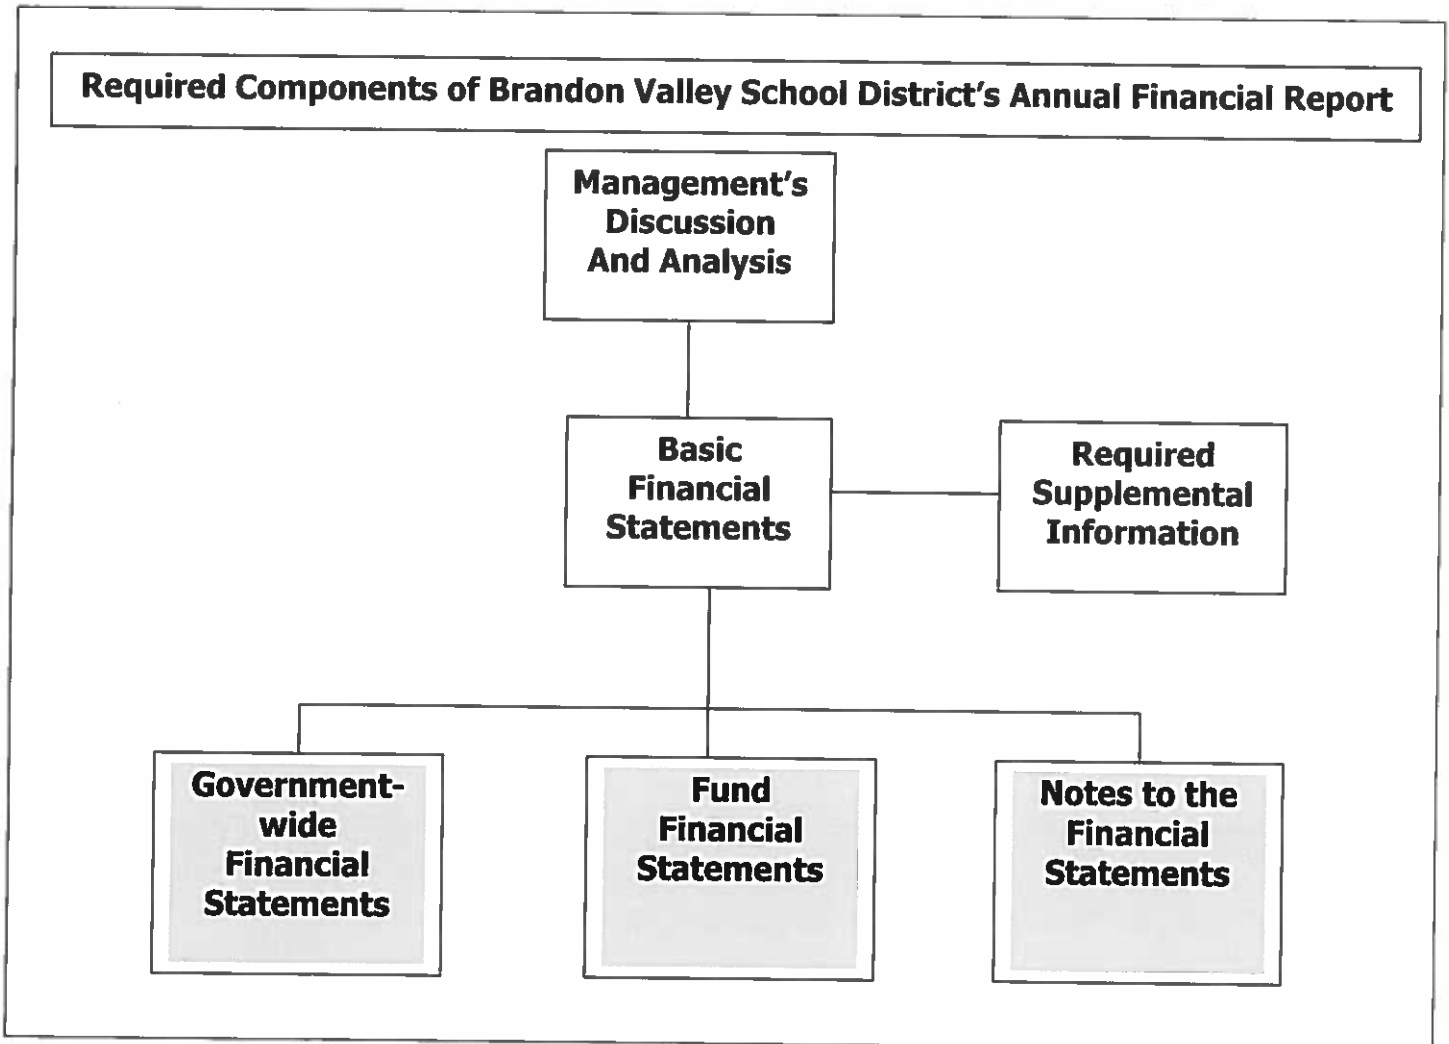 Required Components of Brandon Valley School District's Annual Financial Report
Management's
Discussion
And Analysis
Basic
Financial
Statements
Required
Supplemental
Information
Government-
wide
Financial
Statements
Fund
Financial
Statements
Notes to the
Financial
Statements